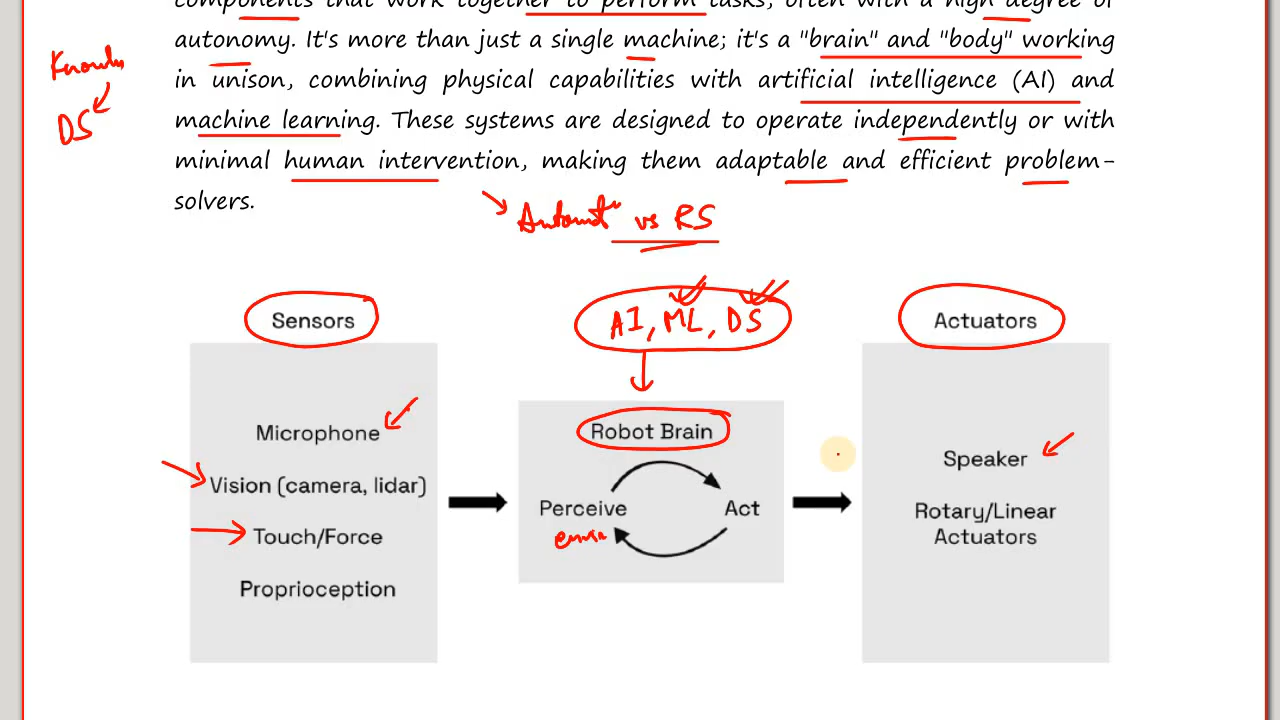 components that work together to perform tasks, often with a high degree of
autonomy. It's more than just a single machine; it's a "brain" and "body" working
in unison, combining physical capabilities with artificial intelligence (AI) and
machine learning. These systems are designed to operate independently or with
minimal human intervention, making them adaptable and efficient problem-
solvers.
DS
vs RS
Sensors
AI, ML, DS
Actuators
Microphone
Vision (camera, lidar)
Touch/Force
Proprioception
Robot Brain
Perceive
Act
Speaker
Rotary/Linear
Actuators